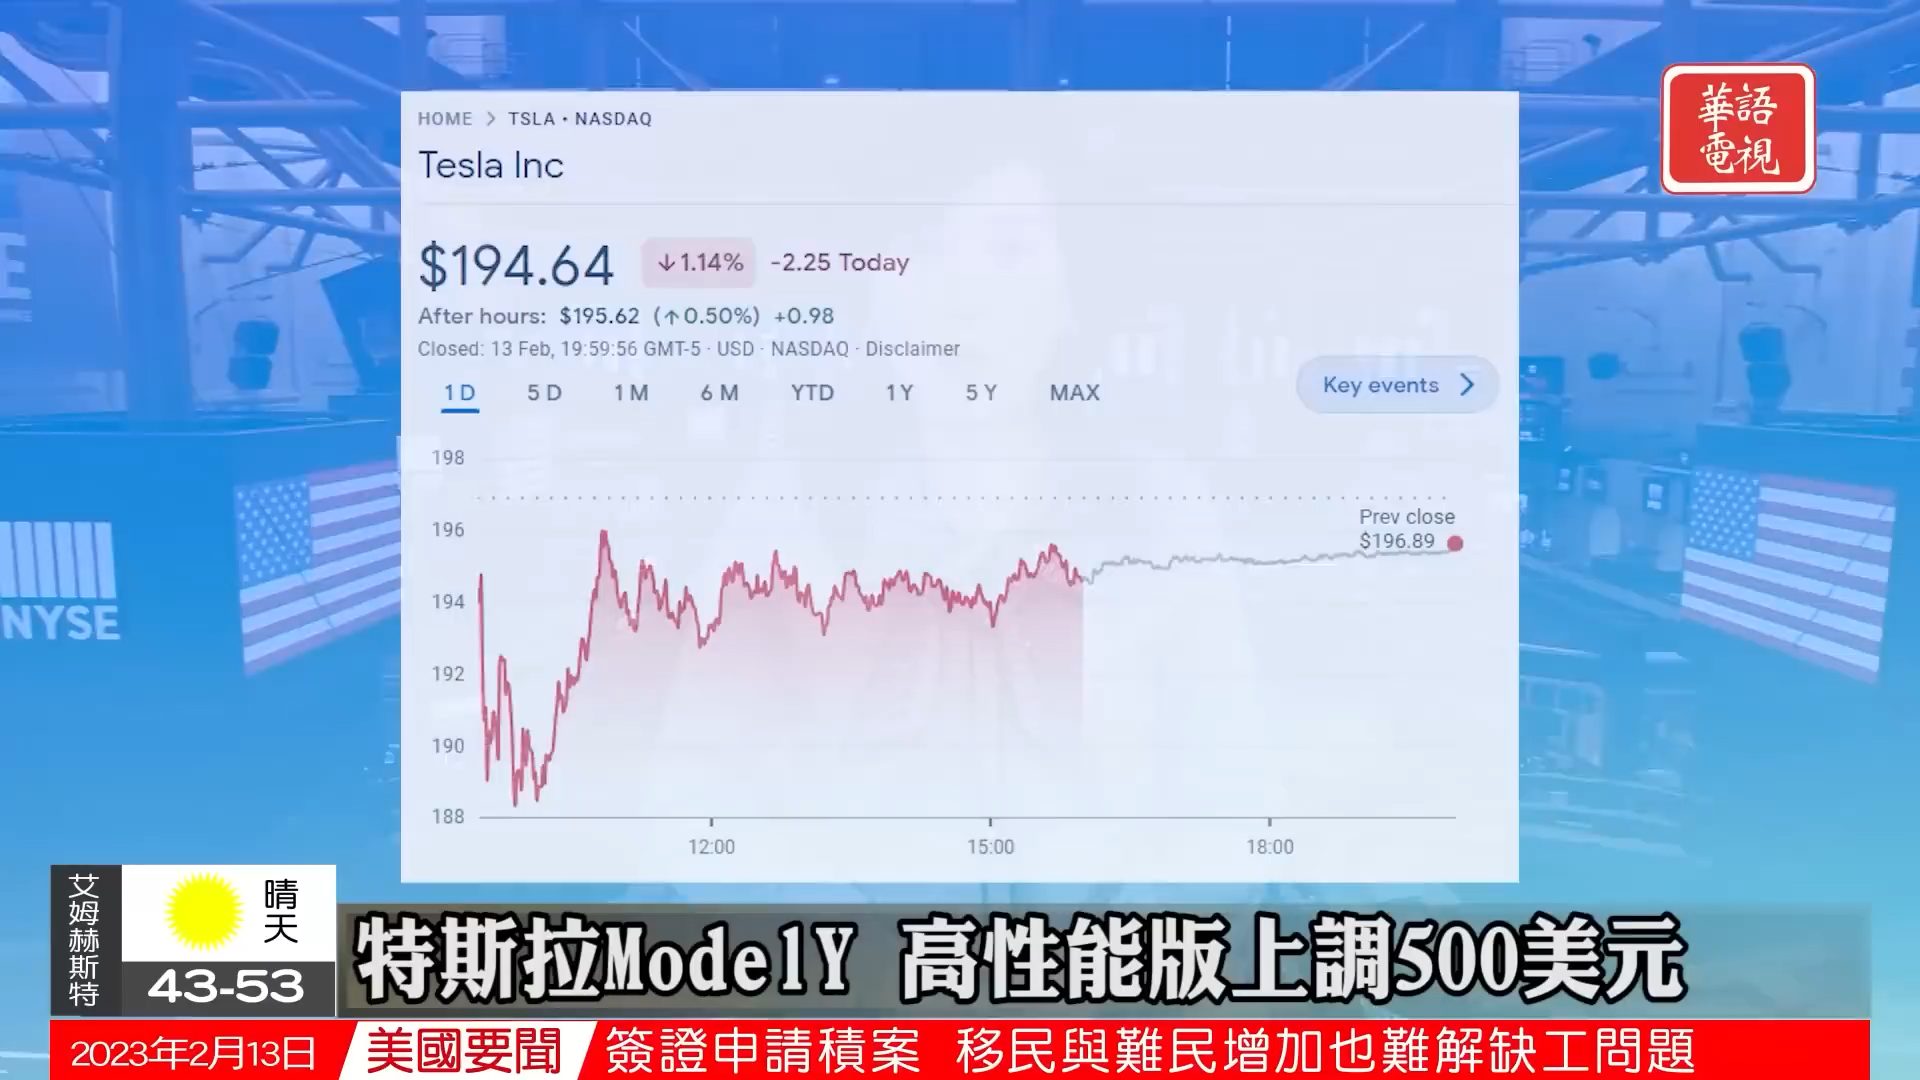 HOME > TSLA • NASDAQ
Tesla Inc
$194.64 ↓1.14% -2.25 Today
After hours: $195.62 (↑0.50%) +0.98
Closed: 13 Feb, 19:59:56 GMT-5 · USD · NASDAQ · Disclaimer
1D 5D 1M 6M YTD 1Y 5Y MAX
Key events >
198
196
194
192
190
188
Prev close
$196.89
12:00 15:00 18:00
華語
電視
NYSE
艾姆赫斯特
晴天
43-53
特斯拉ModelY 高性能版上調500美元
2023年2月13日
美國要聞
簽證申請積案 移民與難民增加也難解缺工問題